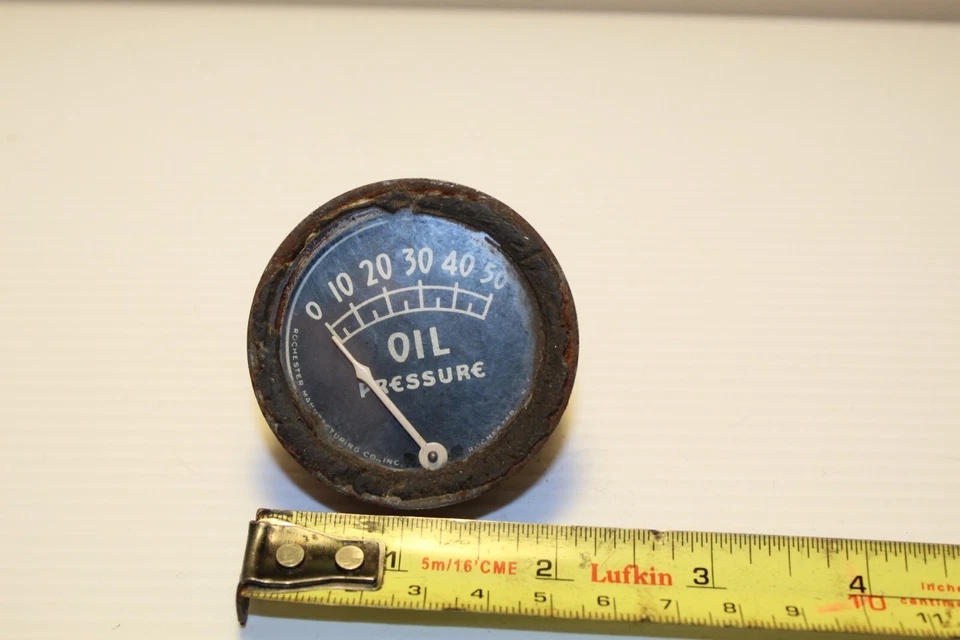 0 10 20 30 40 50
OIL
PRESSURE
ROCHESTER MANUFACTURING CO., INC.
1 5m/16'CME 2 Lufkin 3 4 inches
3 4 5 6 7 8 9 10 11